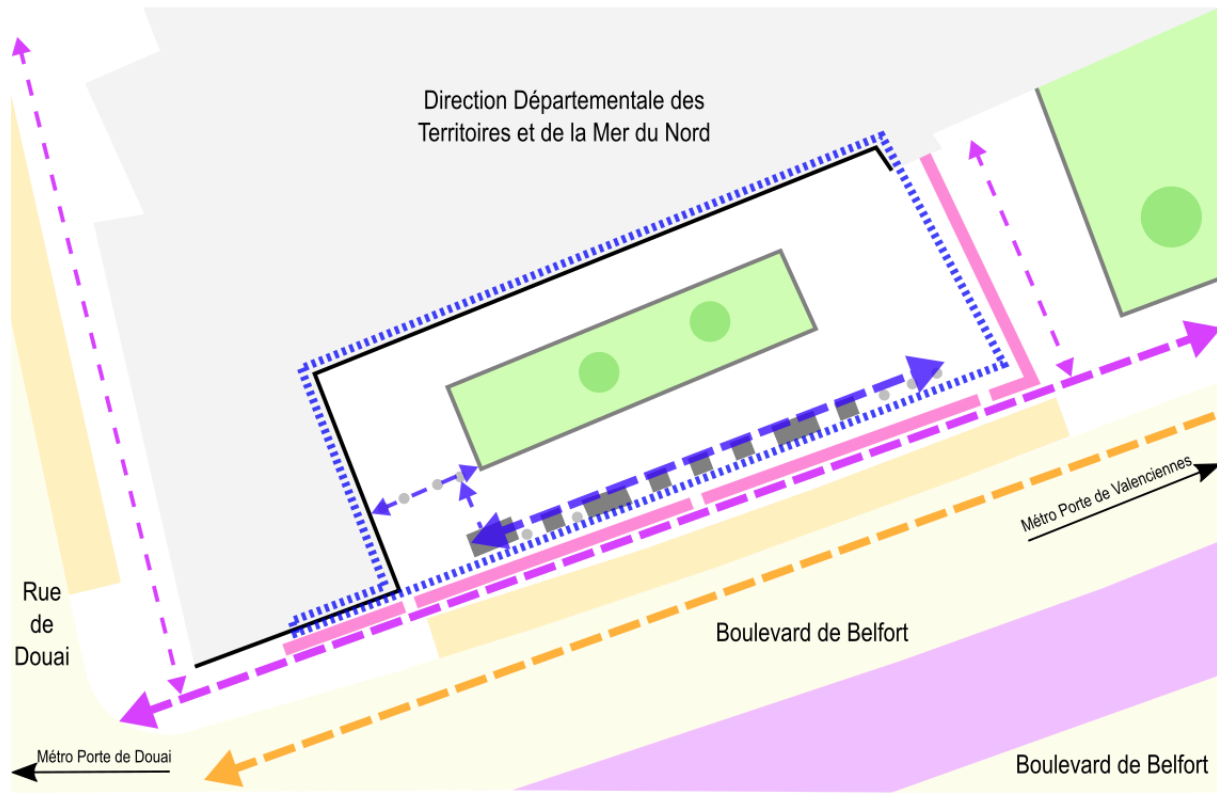 Direction Départementale des
Territoires et de la Mer du Nord
Métro Porte de Valenciennes
Rue
de
Douai
Boulevard de Belfort
Métro Porte de Douai
Boulevard de Belfort